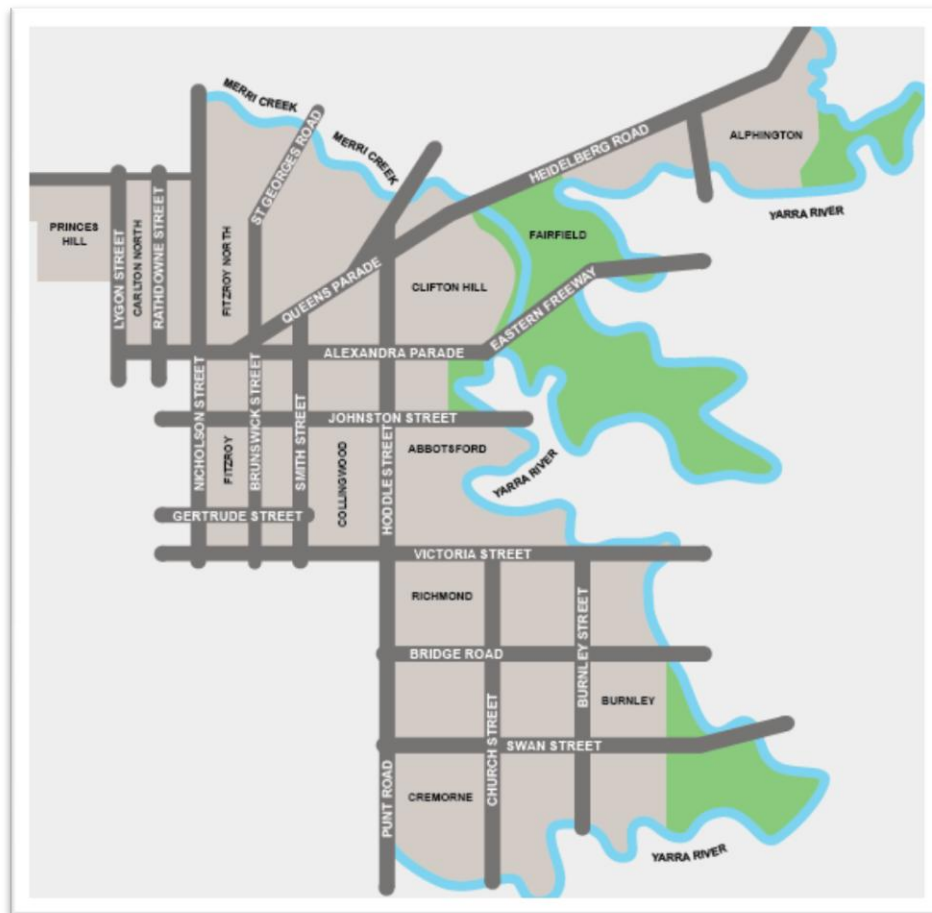 MERRI CREEK
MERRI CREEK
ST GEORGES ROAD
HEIDELBERG ROAD
ALPHINGTON
YARRA RIVER
PRINCES
HILL
LYGON STREET
CARLTON NORTH
RATHDOWNE STREET
FITZROY NORTH
FAIRFIELD
QUEENS PARADE
CLIFTON HILL
EASTERN FREEWAY
ALEXANDRA PARADE
NICHOLSON STREET
BRUNSWICK STREET
SMITH STREET
JOHNSTON STREET
FITZROY
COLLINGWOOD
HODDLE STREET
ABBOTSFORD
YARRA RIVER
GERTRUDE STREET
VICTORIA STREET
RICHMOND
BURNLEY STREET
BRIDGE ROAD
CHURCH STREET
BURNLEY
SWAN STREET
PUNT ROAD
CREMORNE
YARRA RIVER